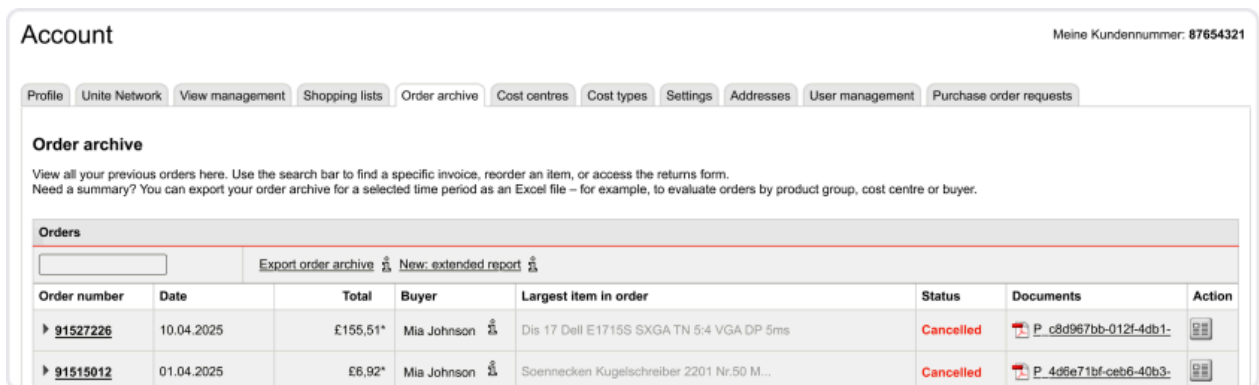 Account
Meine Kundennummer: 87654321
Profile Unite Network View management Shopping lists Order archive Cost centres Cost types Settings Addresses User management Purchase order requests
Order archive
View all your previous orders here. Use the search bar to find a specific invoice, reorder an item, or access the returns form.
Need a summary? You can export your order archive for a selected time period as an Excel file – for example, to evaluate orders by product group, cost centre or buyer.
Orders
Export order archive New: extended report
Order number Date Total Buyer Largest item in order Status Documents Action
91527226 10.04.2025 £155,51* Mia Johnson Dis 17 Dell E1715S SXGA TN 5:4 VGA DP 5ms Cancelled P_c8d967bb-012f-4db1-
91515012 01.04.2025 £6,92* Mia Johnson Soennecken Kugelschreiber 2201 Nr.50 M... Cancelled P_4d6e71bf-ceb6-40b3-